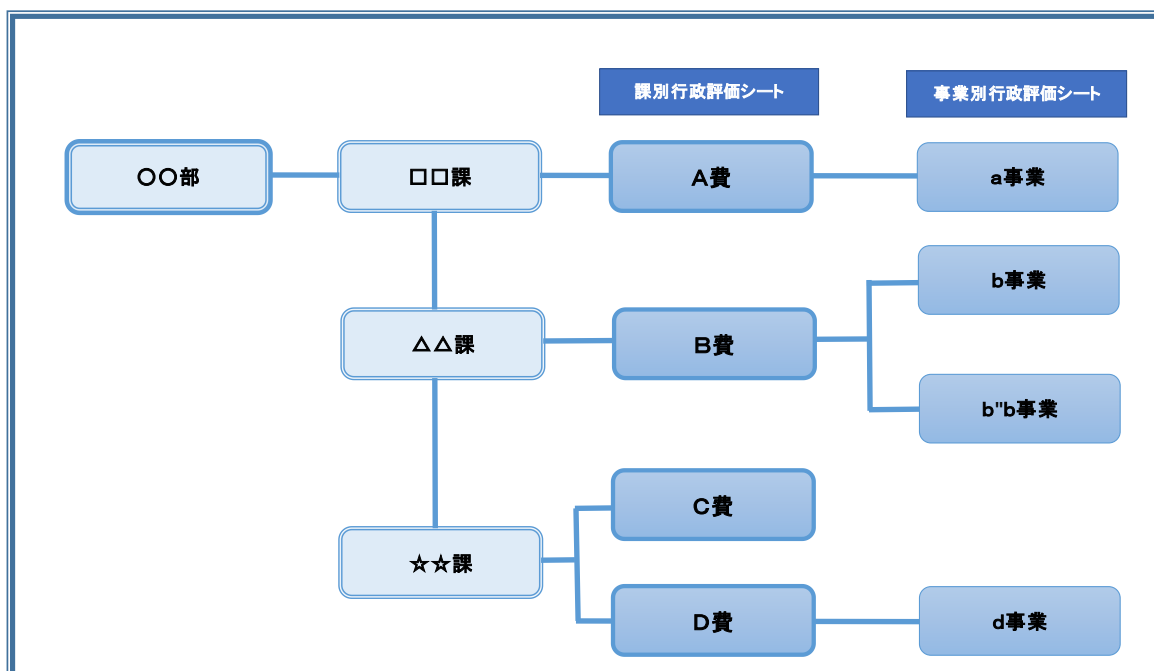 課別行政評価シート
事業別行政評価シート
〇〇部
□□課
A費
a事業
b事業
△△課
B費
b"b事業
C費
☆☆課
D費
d事業